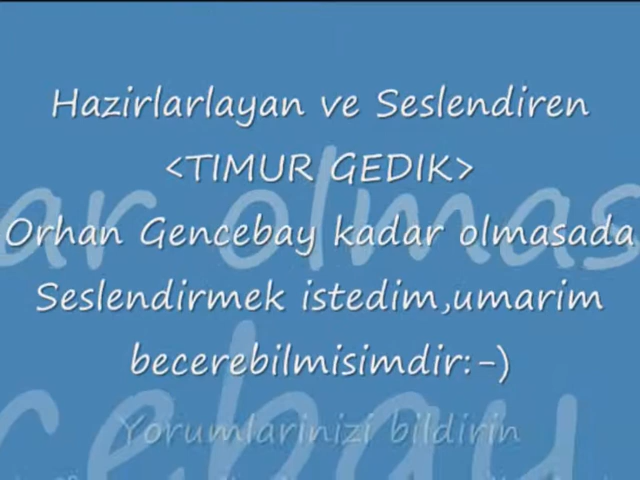 Hazirlarlayan ve Seslendiren
<TIMUR GEDIK>
Orhan Gencebay kadar olmasada
Seslendirmek istedim,umarim
becerebilmisimdir:-)
Yorumlarinizi bildirin